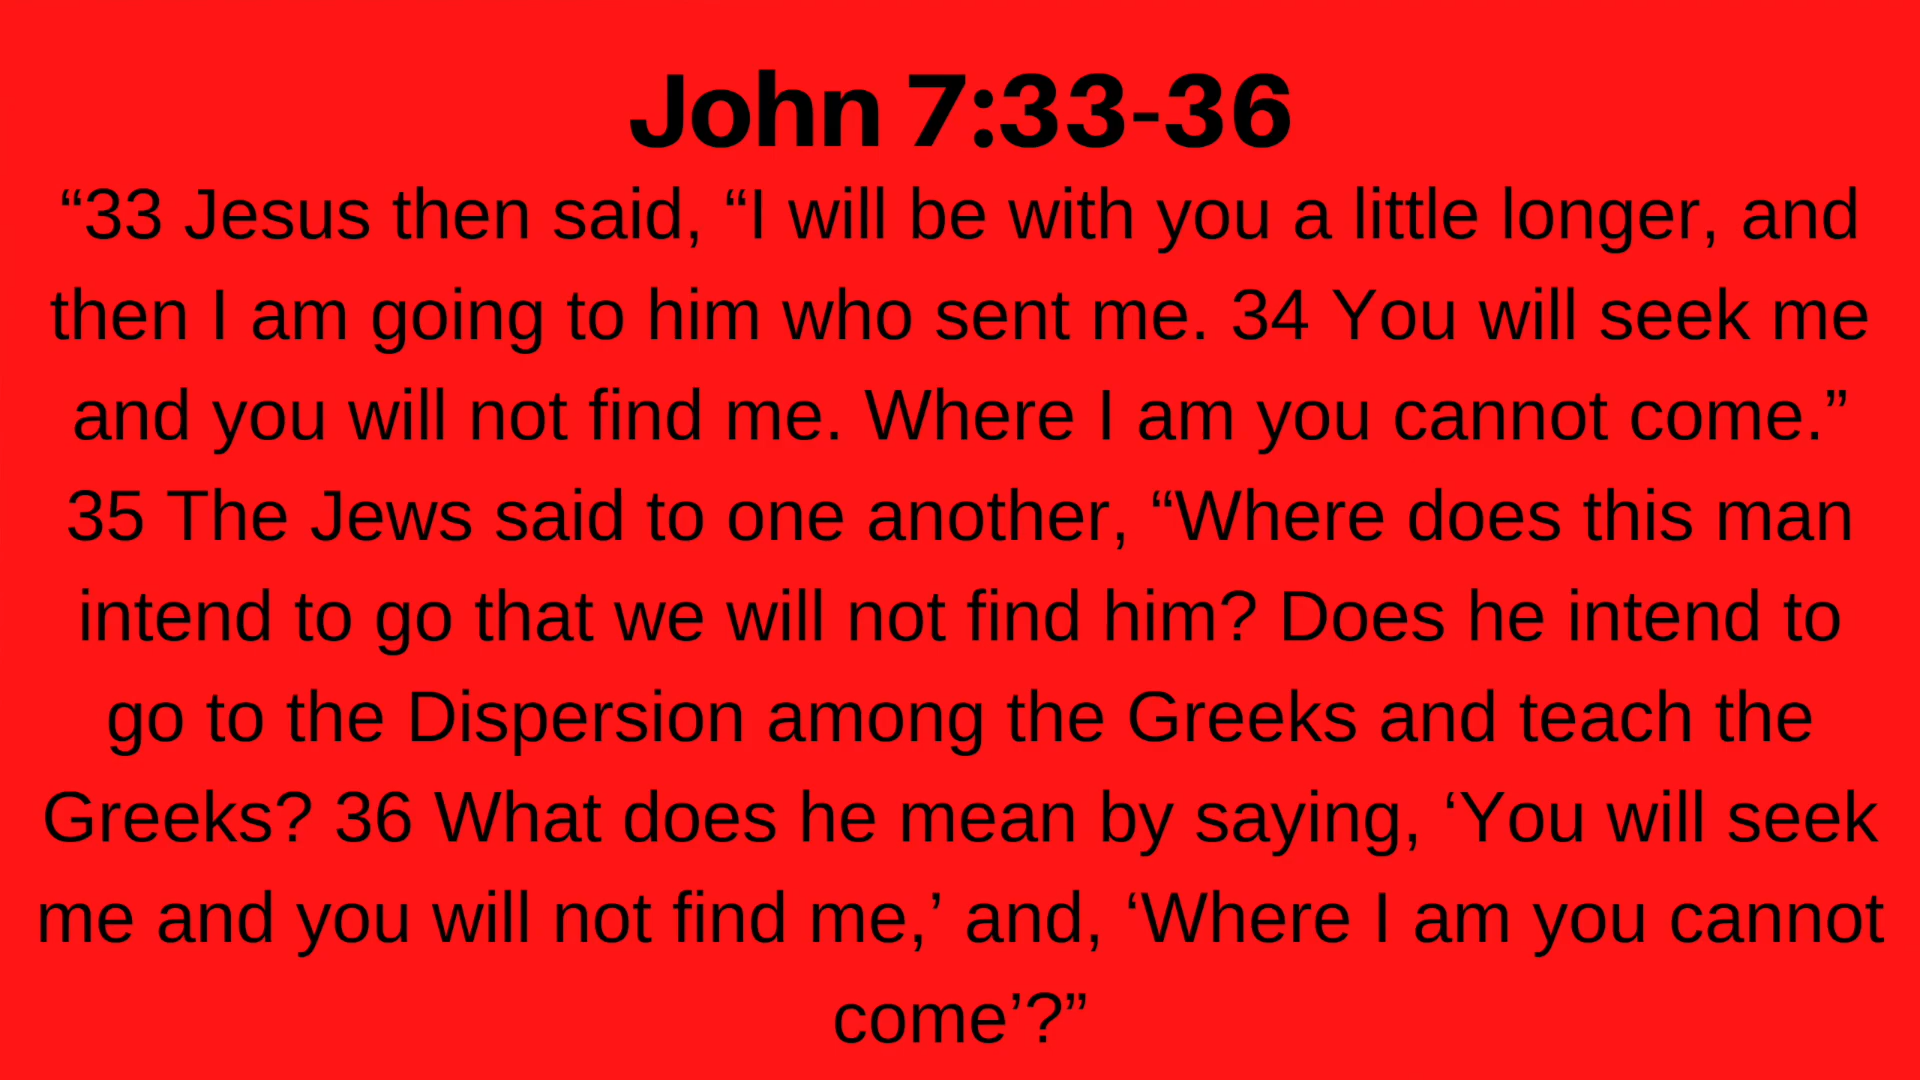 John 7:33-36
“33 Jesus then said, “I will be with you a little longer, and
then I am going to him who sent me. 34 You will seek me
and you will not find me. Where I am you cannot come.”
35 The Jews said to one another, “Where does this man
intend to go that we will not find him? Does he intend to
go to the Dispersion among the Greeks and teach the
Greeks? 36 What does he mean by saying, ‘You will seek
me and you will not find me,’ and, ‘Where I am you cannot
come’?”